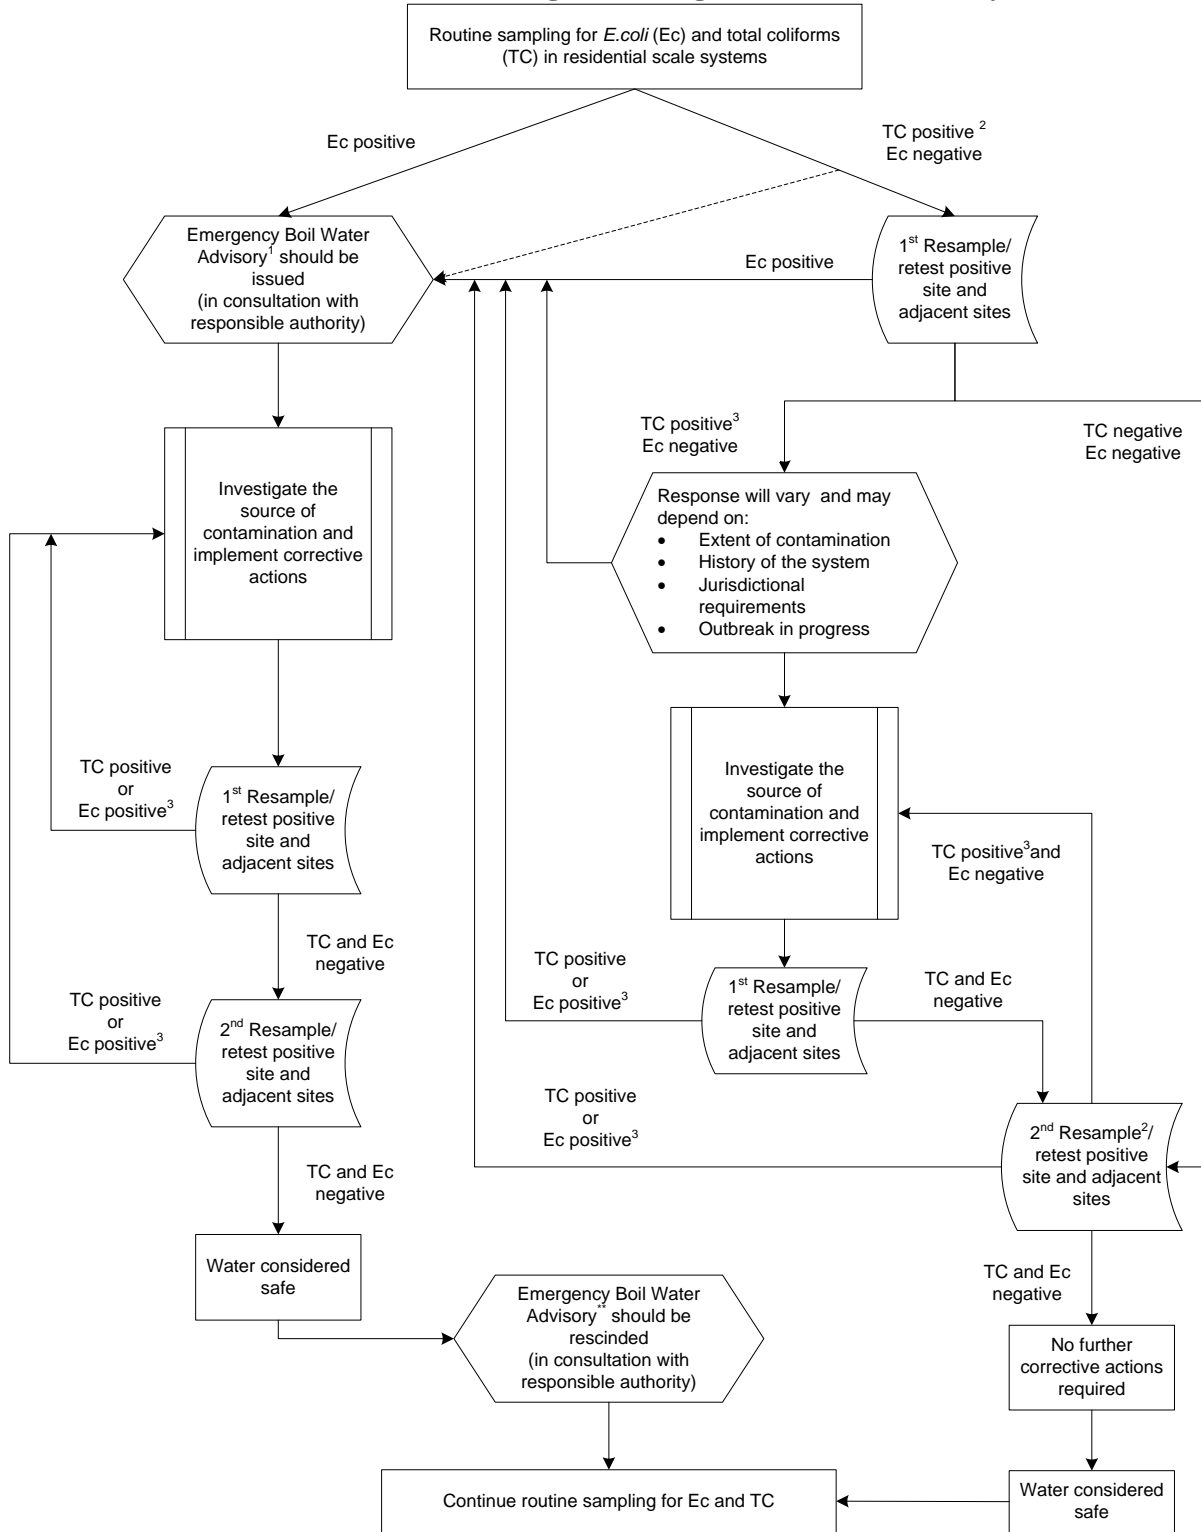 Routine sampling for E.coli (Ec) and total coliforms
(TC) in residential scale systems
Ec positive
TC positive 2
Ec negative
Emergency Boil Water
Advisory1 should be
issued
(in consultation with
responsible authority)
Ec positive
1st Resample/
retest positive
site and
adjacent sites
TC positive3
Ec negative
TC negative
Ec negative
Investigate the
source of
contamination and
implement corrective
actions
Response will vary and may
depend on:
• Extent of contamination
• History of the system
• Jurisdictional
requirements
• Outbreak in progress
Investigate the
source of
contamination and
implement corrective
actions
TC positive
or
Ec positive3
1st Resample/
retest positive
site and
adjacent sites
TC positive3and
Ec negative
TC and Ec
negative
TC positive
or
Ec positive3
1st Resample/
retest positive
site and
adjacent sites
TC and Ec
negative
TC positive
or
Ec positive3
2nd Resample/
retest positive
site and
adjacent sites
TC positive
or
Ec positive3
2nd Resample2/
retest positive
site and adjacent
sites
TC and Ec
negative
Water considered
safe
TC and Ec
negative
Emergency Boil Water
Advisory** should be
rescinded
(in consultation with
responsible authority)
No further
corrective actions
required
Continue routine sampling for Ec and TC
Water considered
safe